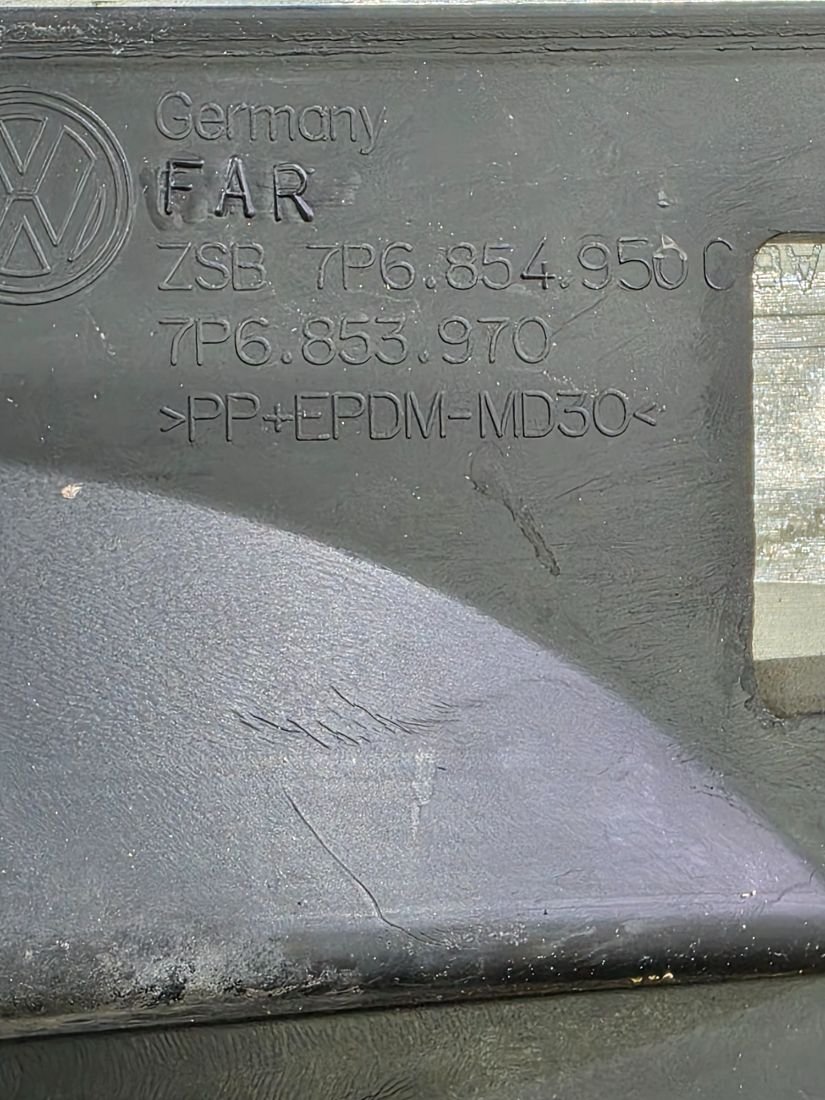 Germany
FAR
ZSB 7P6.854.950 C
7P6.853.970
>PP+EPDM-MD30<